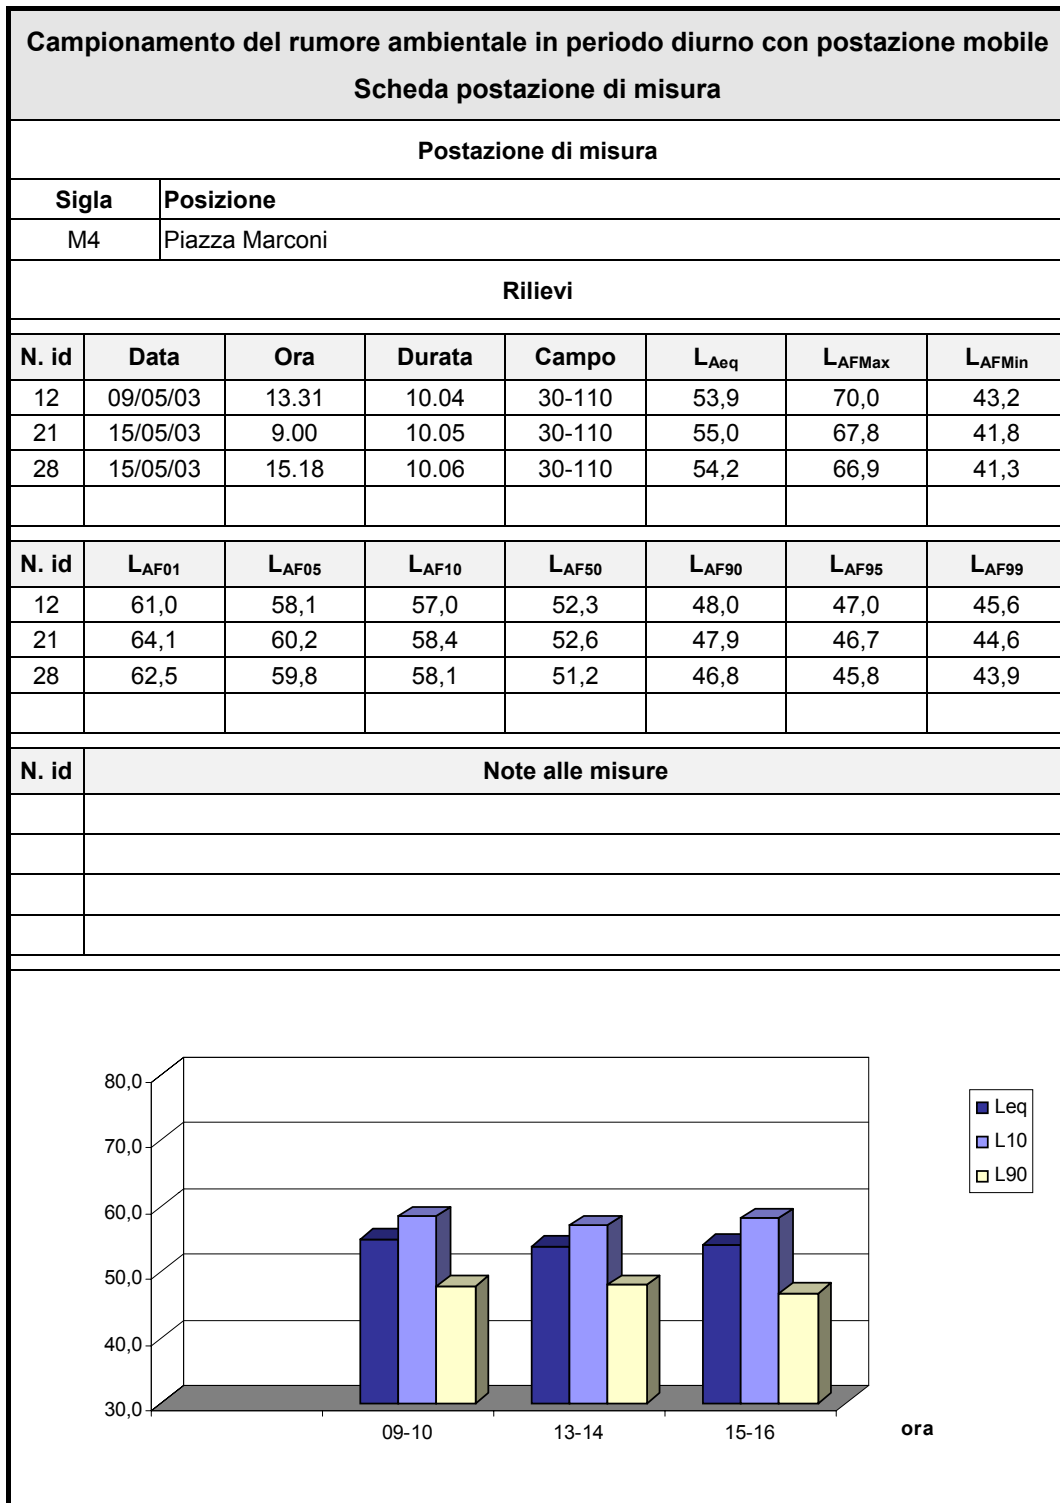 Campionamento del rumore ambientale in periodo diurno con postazione mobile
Scheda postazione di misura
Postazione di misura
Sigla Posizione
M4 Piazza Marconi
Rilievi
N. id Data Ora Durata Campo LAeq LAFMax LAFMin
12 09/05/03 13.31 10.04 30-110 53,9 70,0 43,2
21 15/05/03 9.00 10.05 30-110 55,0 67,8 41,8
28 15/05/03 15.18 10.06 30-110 54,2 66,9 41,3
N. id LAF01 LAF05 LAF10 LAF50 LAF90 LAF95 LAF99
12 61,0 58,1 57,0 52,3 48,0 47,0 45,6
21 64,1 60,2 58,4 52,6 47,9 46,7 44,6
28 62,5 59,8 58,1 51,2 46,8 45,8 43,9
N. id Note alle misure
80,0
70,0
60,0
50,0
40,0
30,0
09-10 13-14 15-16 ora
Leq
L10
L90